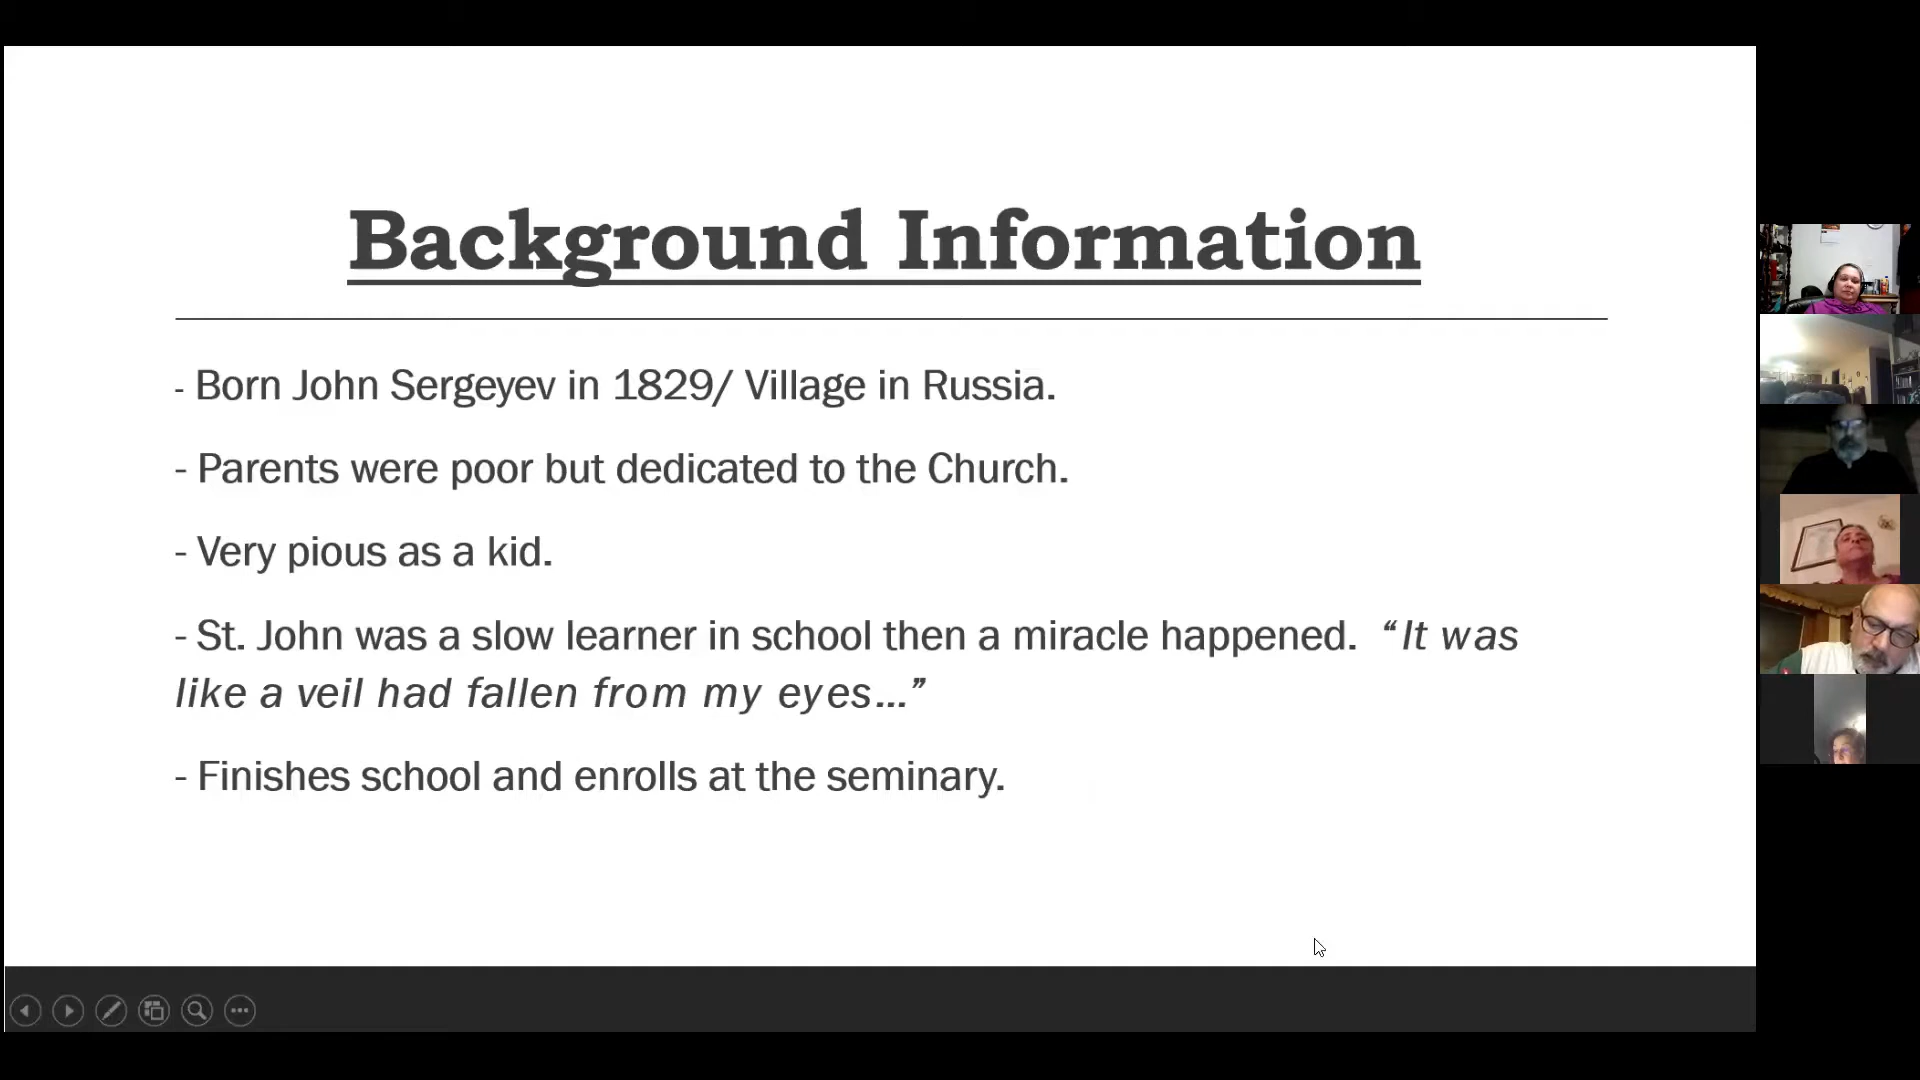 Background Information
- Born John Sergeyev in 1829/ Village in Russia.
- Parents were poor but dedicated to the Church.
- Very pious as a kid.
- St. John was a slow learner in school then a miracle happened. “It was
like a veil had fallen from my eyes…”
- Finishes school and enrolls at the seminary.